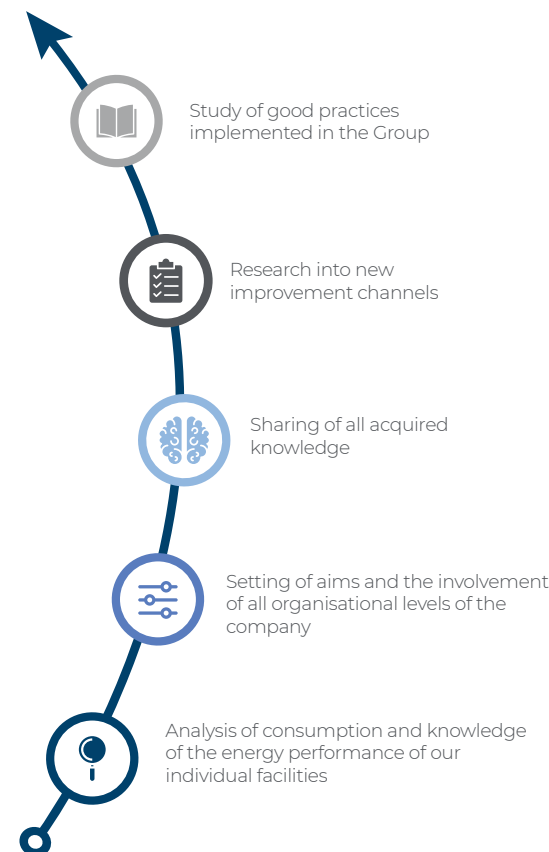 Study of good practices
implemented in the Group
Research into new
improvement channels
Sharing of all acquired
knowledge
Setting of aims and the involvement
of all organisational levels of the
company
Analysis of consumption and knowledge
of the energy performance of our
individual facilities